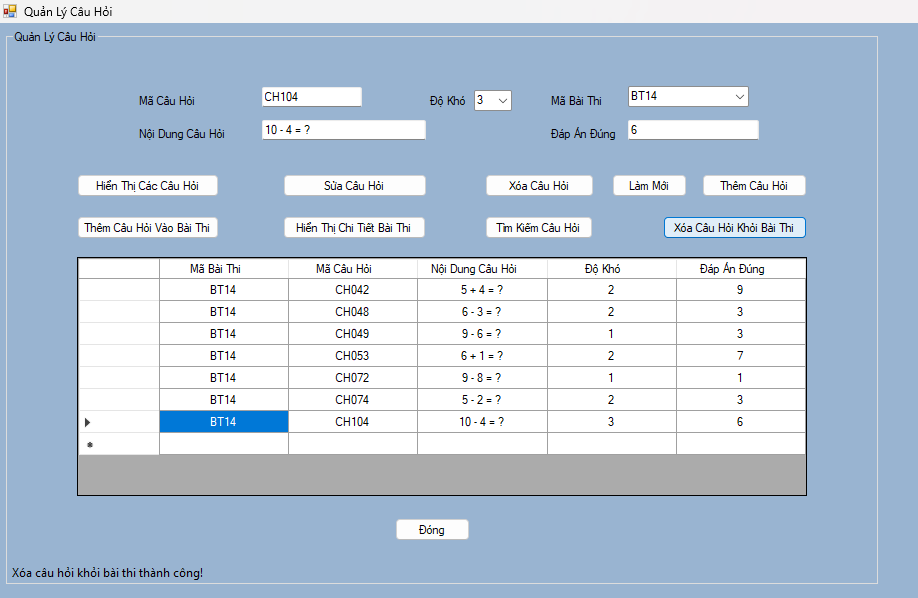 Quản Lý Câu Hỏi
Quản Lý Câu Hỏi
Mã Câu Hỏi CH104 Độ Khó 3 Mã Bài Thi BT14
Nội Dung Câu Hỏi 10 - 4 = ? Đáp Án Đúng 6
Hiển Thị Các Câu Hỏi Sửa Câu Hỏi Xóa Câu Hỏi Làm Mới Thêm Câu Hỏi
Thêm Câu Hỏi Vào Bài Thi Hiển Thị Chi Tiết Bài Thi Tìm Kiếm Câu Hỏi Xóa Câu Hỏi Khỏi Bài Thi
Mã Bài Thi Mã Câu Hỏi Nội Dung Câu Hỏi Độ Khó Đáp Án Đúng
BT14 CH042 5 + 4 = ? 2 9
BT14 CH048 6 - 3 = ? 2 3
BT14 CH049 9 - 6 = ? 1 3
BT14 CH053 6 + 1 = ? 2 7
BT14 CH072 9 - 8 = ? 1 1
BT14 CH074 5 - 2 = ? 2 3
BT14 CH104 10 - 4 = ? 3 6
Đóng
Xóa câu hỏi khỏi bài thi thành công!